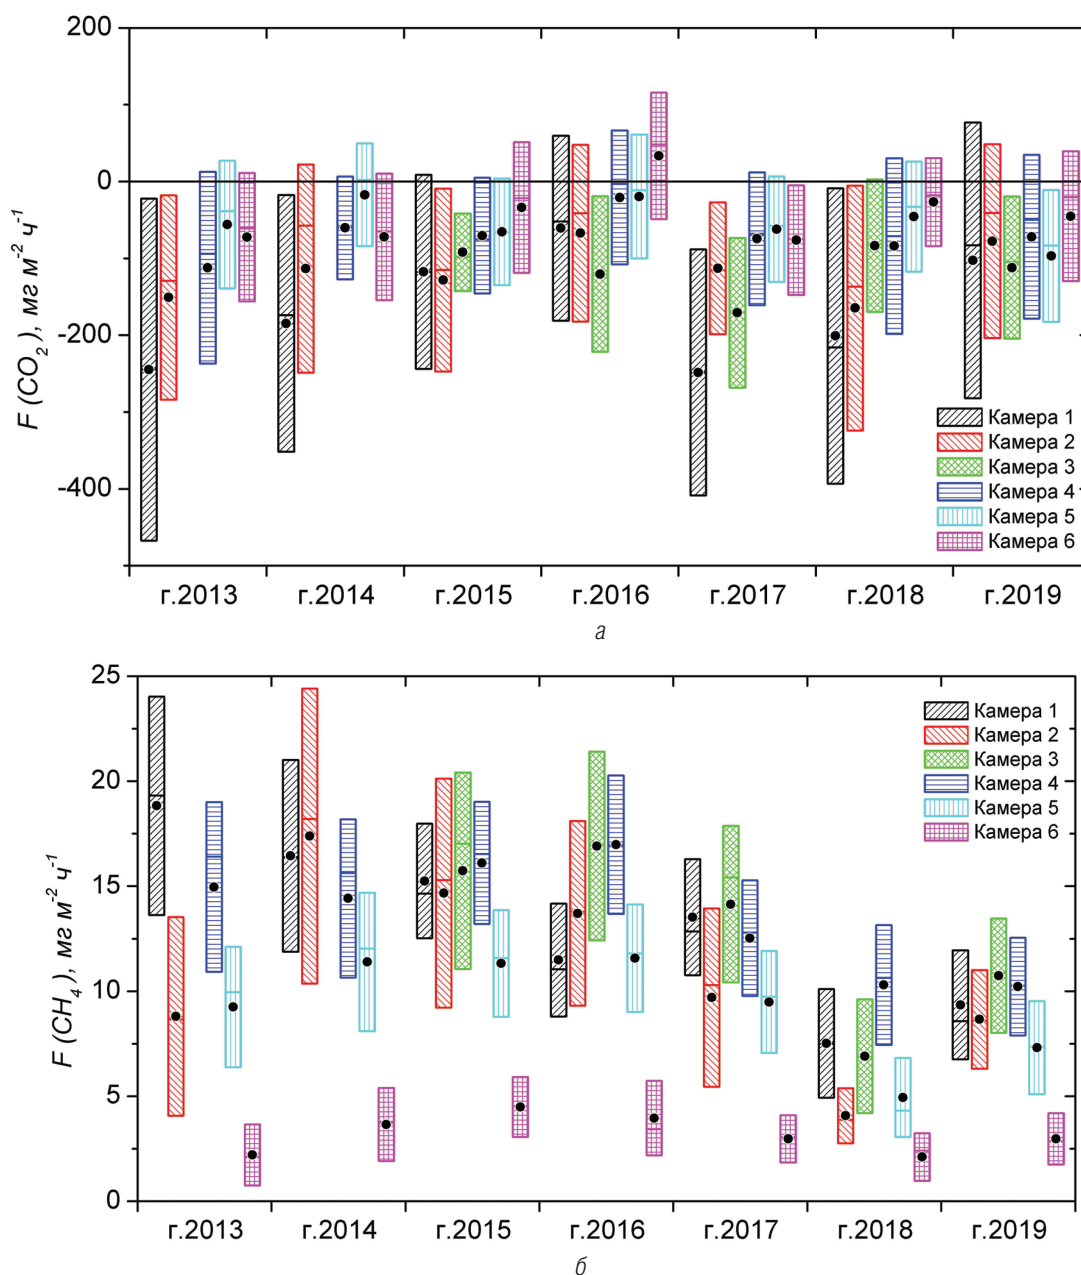 200
0
-200
-400
F (CO₂), мг м⁻² ч⁻¹
Камера 1
Камера 2
Камера 3
Камера 4
Камера 5
Камера 6
г.2013 г.2014 г.2015 г.2016 г.2017 г.2018 г.2019
а
25
20
15
10
5
0
F (CH₄), мг м⁻² ч⁻¹
Камера 1
Камера 2
Камера 3
Камера 4
Камера 5
Камера 6
г.2013 г.2014 г.2015 г.2016 г.2017 г.2018 г.2019
б